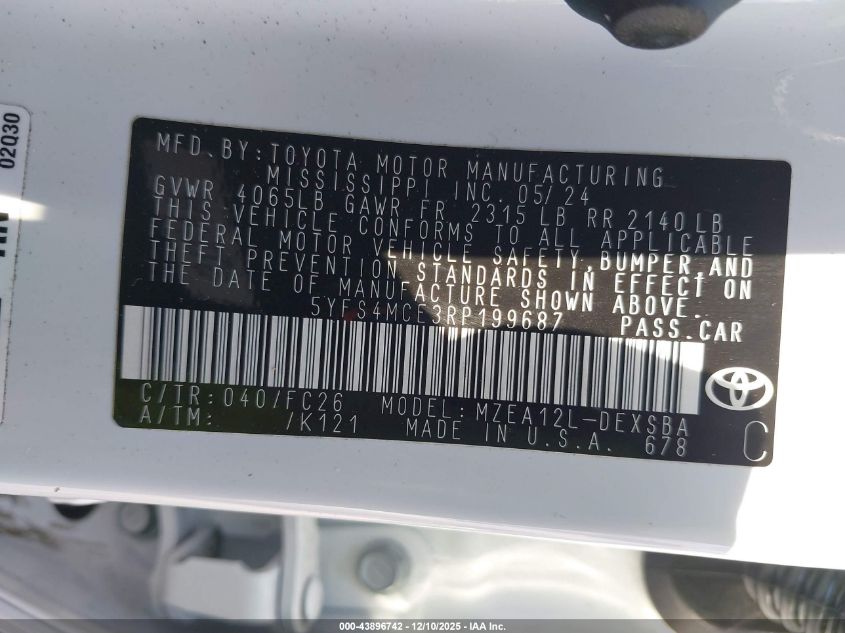 02Q30
MFD. BY: TOYOTA MOTOR MANUFACTURING
MISSISSIPPI INC. 05/24
GVWR 4065LB GAWR FR 2315 LB RR 2140 LB
THIS VEHICLE CONFORMS TO ALL APPLICABLE
FEDERAL MOTOR VEHICLE SAFETY, BUMPER, AND
THEFT PREVENTION STANDARDS IN EFFECT ON
THE DATE OF MANUFACTURE SHOWN ABOVE.
5YFS4MCE3RP199687 PASS.CAR
C/TR: 040/FC26 MODEL: MZEA12L-DEXSBA
A/TM: /K121 MADE IN U.S.A. 678
C
000-43896742 – 12/10/2025 – IAA Inc.